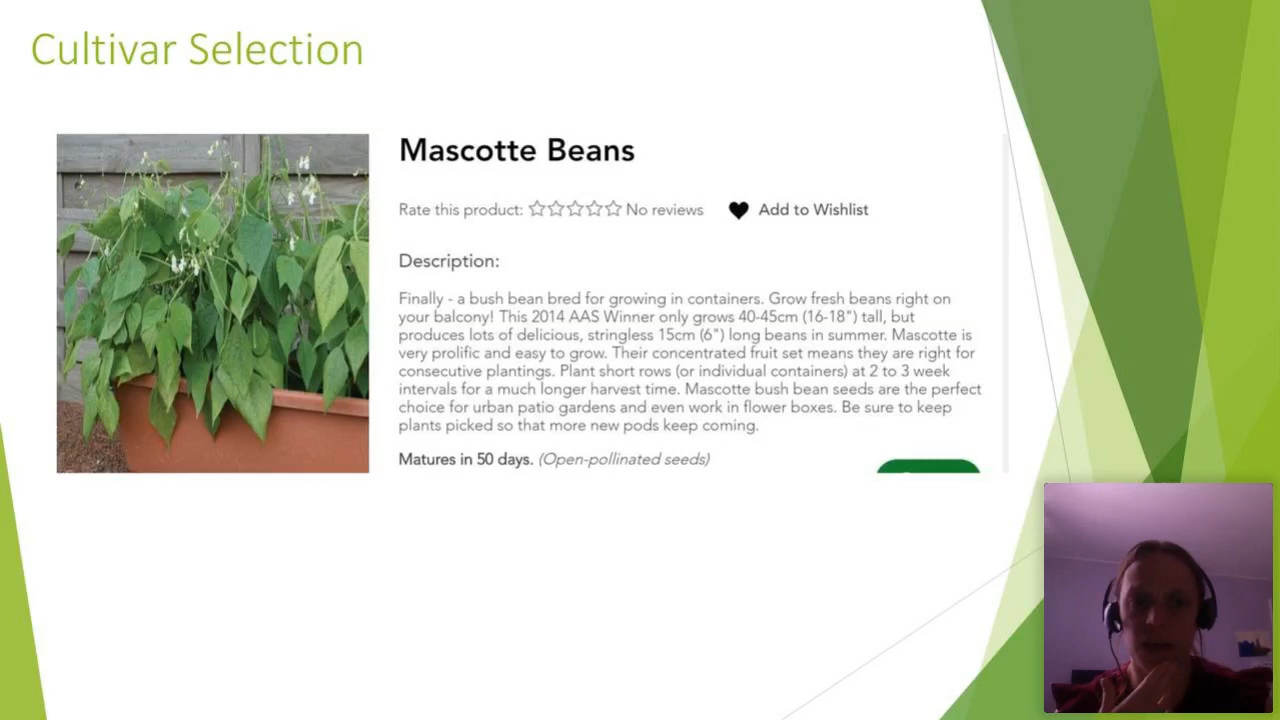 Cultivar Selection
Mascotte Beans
Rate this product: No reviews
Add to Wishlist
Description:
Finally - a bush bean bred for growing in containers. Grow fresh beans right on
your balcony! This 2014 AAS Winner only grows 40-45cm (16-18") tall, but
produces lots of delicious, stringless 15cm (6") long beans in summer. Mascotte is
very prolific and easy to grow. Their concentrated fruit set means they are right for
consecutive plantings. Plant short rows (or individual containers) at 2 to 3 week
intervals for a much longer harvest time. Mascotte bush bean seeds are the perfect
choice for urban patio gardens and even work in flower boxes. Be sure to keep
plants picked so that more new pods keep coming.
Matures in 50 days. (Open-pollinated seeds)